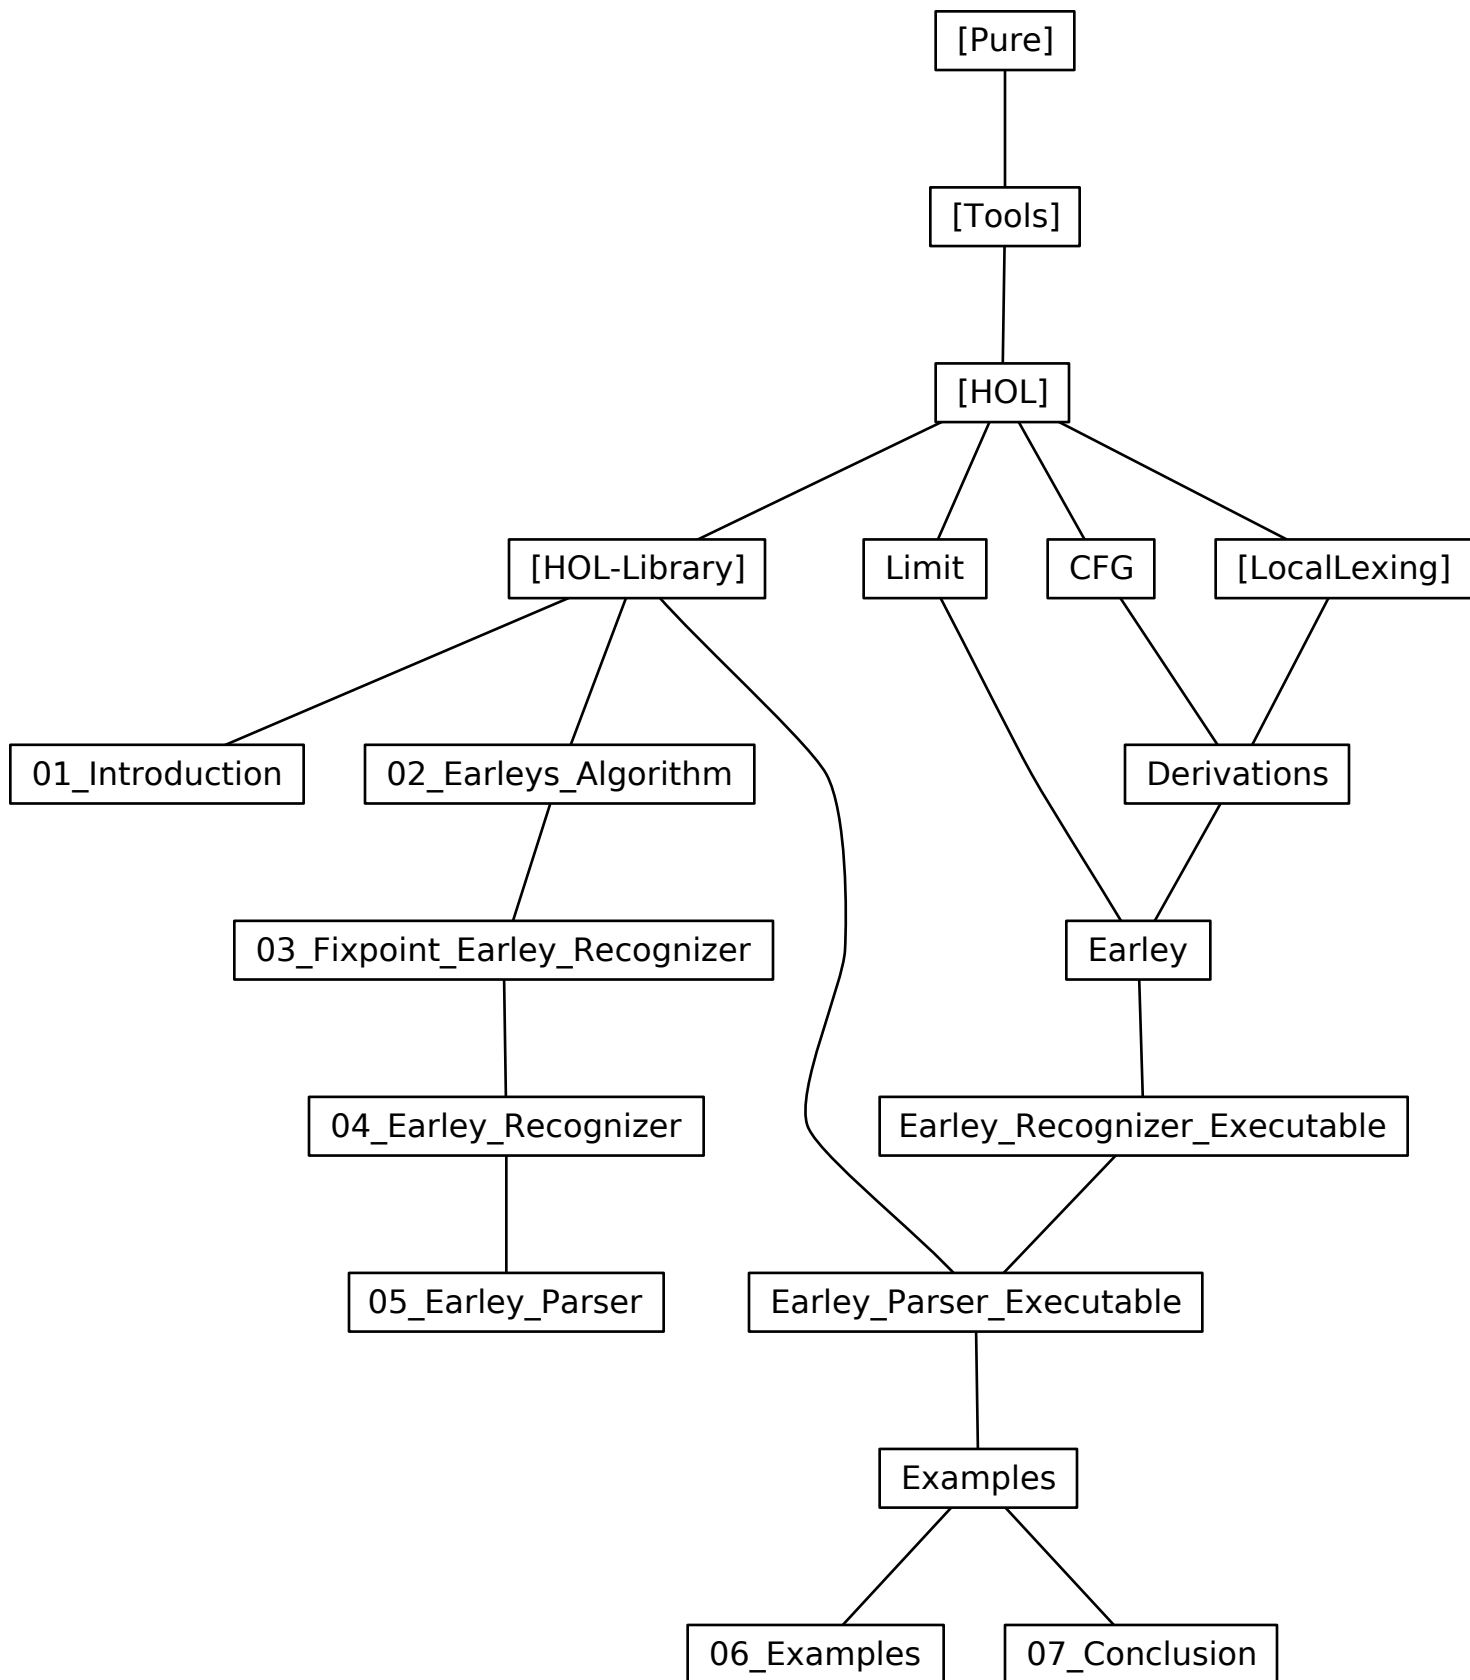 [Pure]
[Tools]
[HOL]
[HOL-Library]
Limit
CFG
[LocalLexing]
01_Introduction
02_Earleys_Algorithm
Derivations
03_Fixpoint_Earley_Recognizer
Earley
04_Earley_Recognizer
Earley_Recognizer_Executable
05_Earley_Parser
Earley_Parser_Executable
Examples
06_Examples
07_Conclusion